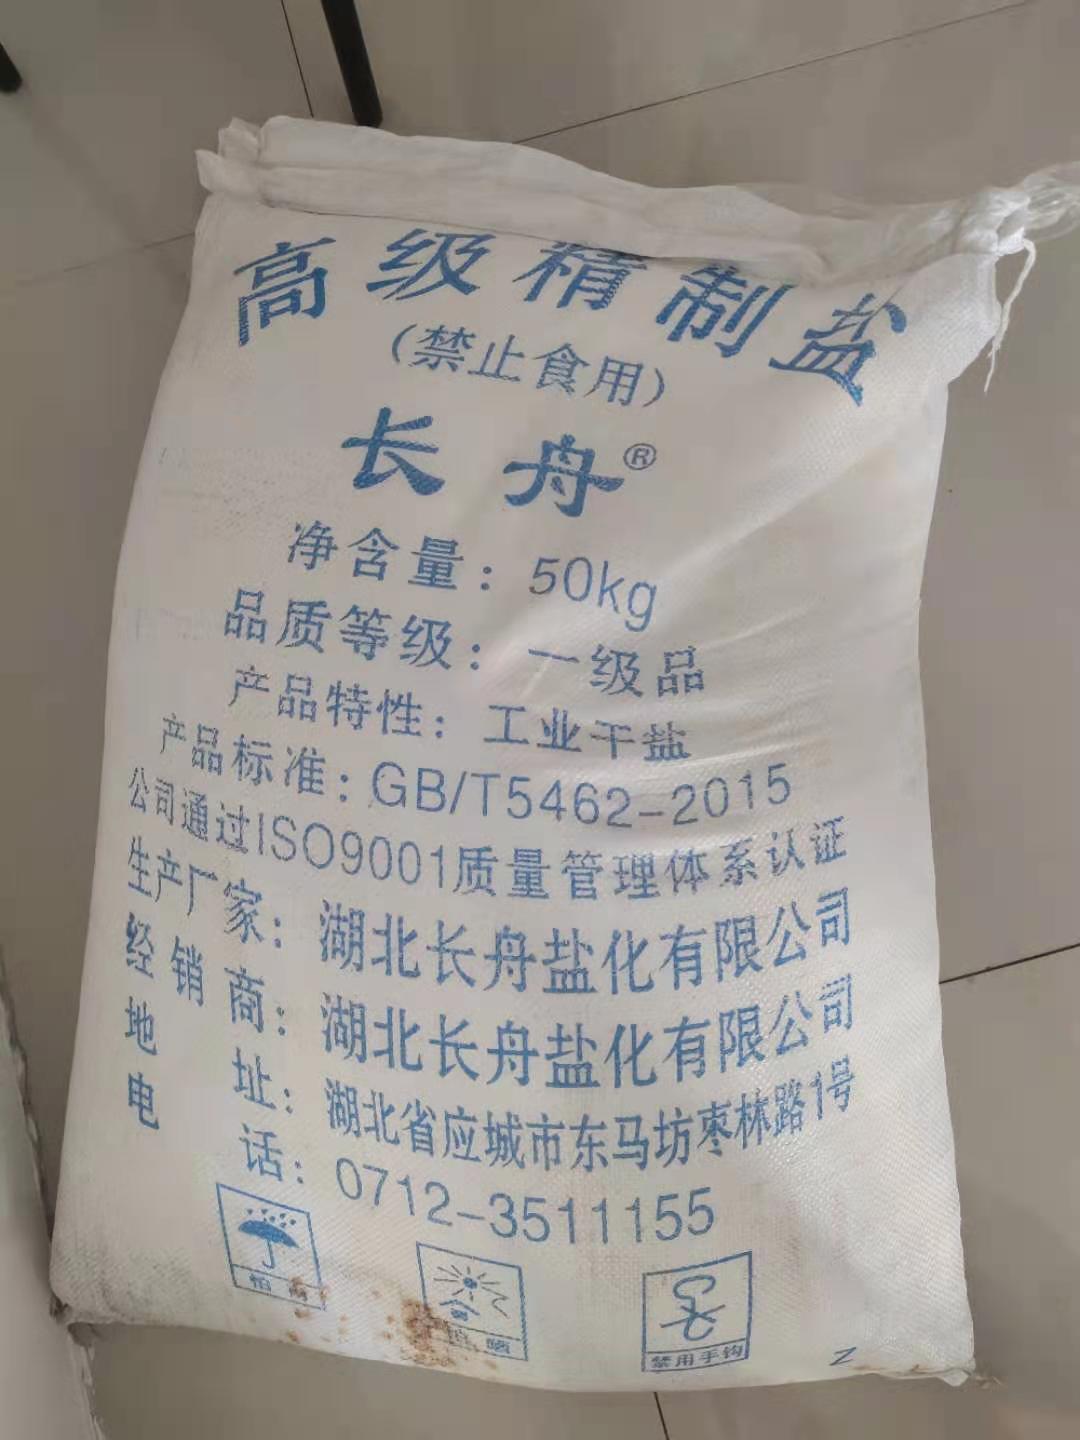 高级精制盐
(禁止食用)
长舟®
净含量：50kg
品质等级：一级品
产品特性：工业干盐
产品标准：GB/T5462-2015
公司通过ISO9001质量管理体系认证
生产厂家：湖北长舟盐化有限公司
经销商：湖北长舟盐化有限公司
地址：湖北省应城市东马坊枣林路1号
电话：0712-3511155
怕雨
怕晒
禁用手钩
Z